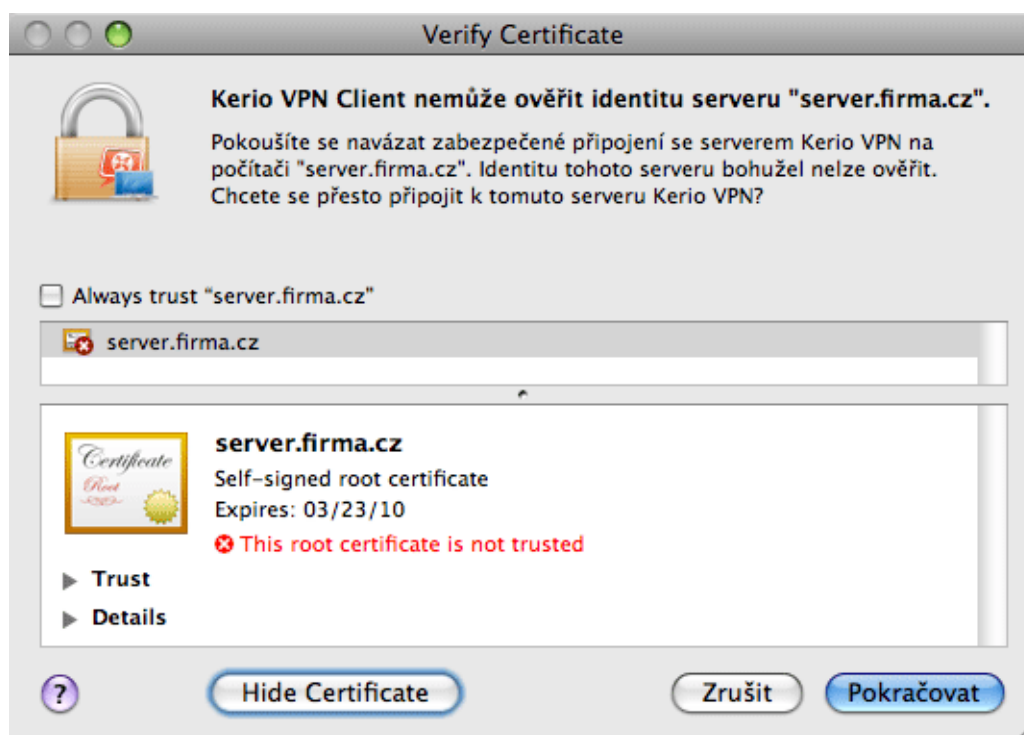 Verify Certificate
Kerio VPN Client nemůže ověřit identitu serveru "server.firma.cz".
Pokoušíte se navázat zabezpečené připojení se serverem Kerio VPN na
počítači "server.firma.cz". Identitu tohoto serveru bohužel nelze ověřit.
Chcete se přesto připojit k tomuto serveru Kerio VPN?
Always trust “server.firma.cz”
server.firma.cz
Certificate
Root
server.firma.cz
Self-signed root certificate
Expires: 03/23/10
This root certificate is not trusted
Trust
Details
?
Hide Certificate
Zrušit
Pokračovat